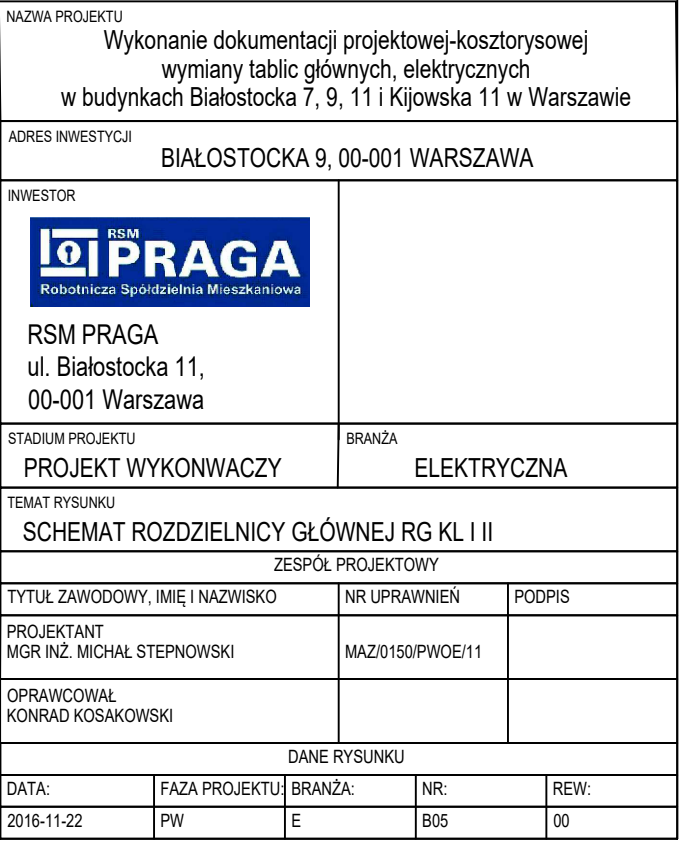 NAZWA PROJEKTU
Wykonanie dokumentacji projektowej-kosztorysowej
wymiany tablic głównych, elektrycznych
w budynkach Białostocka 7, 9, 11 i Kijowska 11 w Warszawie
ADRES INWESTYCJI
BIAŁOSTOCKA 9, 00-001 WARSZAWA
INWESTOR
RSM
PRAGA
Robotnicza Spółdzielnia Mieszkaniowa
RSM PRAGA
ul. Białostocka 11,
00-001 Warszawa
STADIUM PROJEKTU
PROJEKT WYKONWACZY
BRANŻA
ELEKTRYCZNA
TEMAT RYSUNKU
SCHEMAT ROZDZIELNICY GŁÓWNEJ RG KL I II
ZESPÓŁ PROJEKTOWY
TYTUŁ ZAWODOWY, IMIĘ I NAZWISKO NR UPRAWNIEŃ PODPIS
PROJEKTANT
MGR INŻ. MICHAŁ STEPNOWSKI MAZ/0150/PWOE/11
OPRAWCOWAŁ
KONRAD KOSAKOWSKI
DANE RYSUNKU
DATA: FAZA PROJEKTU: BRANŻA: NR: REW:
2016-11-22 PW E B05 00